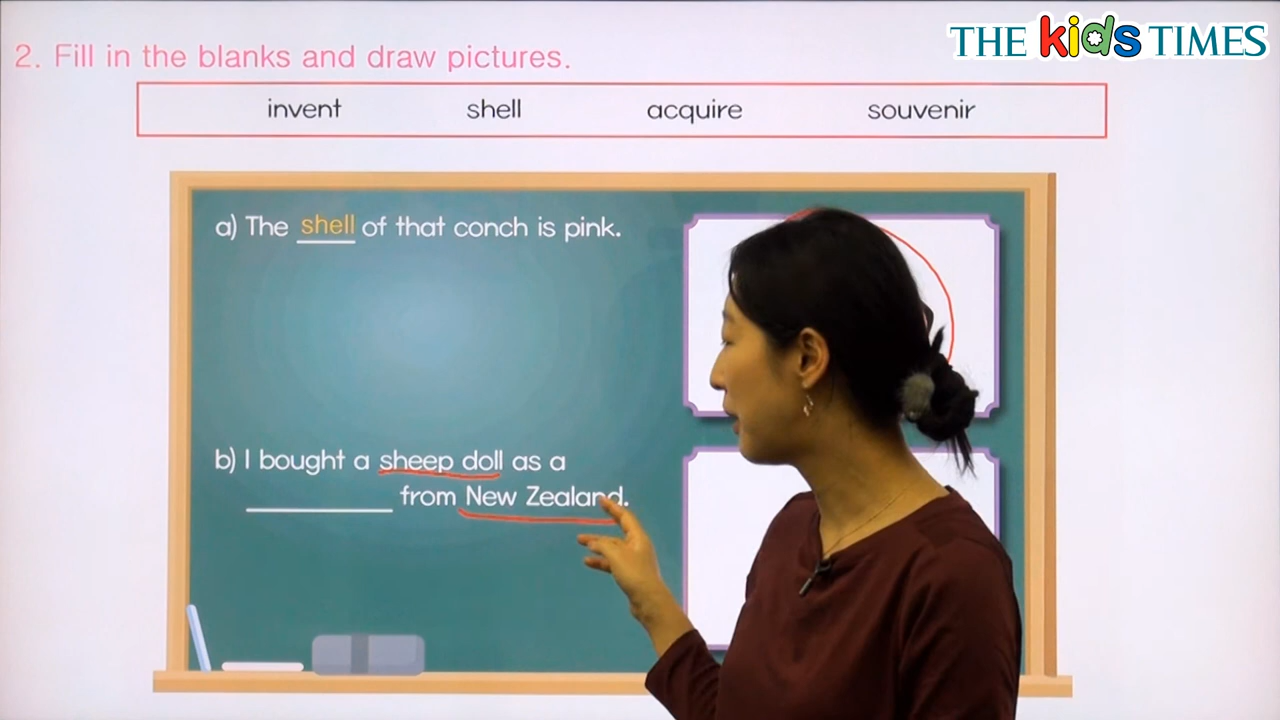 THE kids TIMES
2. Fill in the blanks and draw pictures.
invent shell acquire souvenir
a) The shell of that conch is pink.
b) I bought a sheep doll as a
__________ from New Zealand.